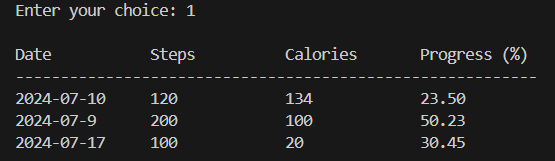 Enter your choice: 1
Date Steps Calories Progress (%)
----------------------------------------------------------
2024-07-10 120 134 23.50
2024-07-9 200 100 50.23
2024-07-17 100 20 30.45